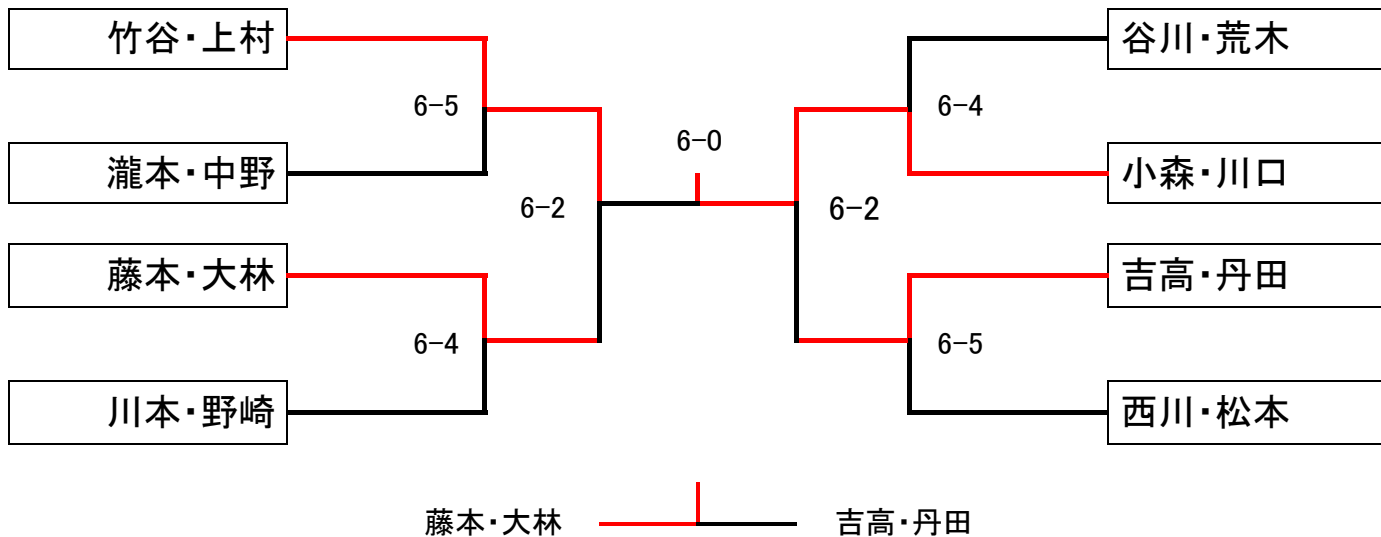 竹谷・上村
谷川・荒木
6-5
6-4
6-0
瀧本・中野
小森・川口
6-2
6-2
藤本・大林
吉高・丹田
6-4
6-5
川本・野崎
西川・松本
藤本・大林
吉高・丹田